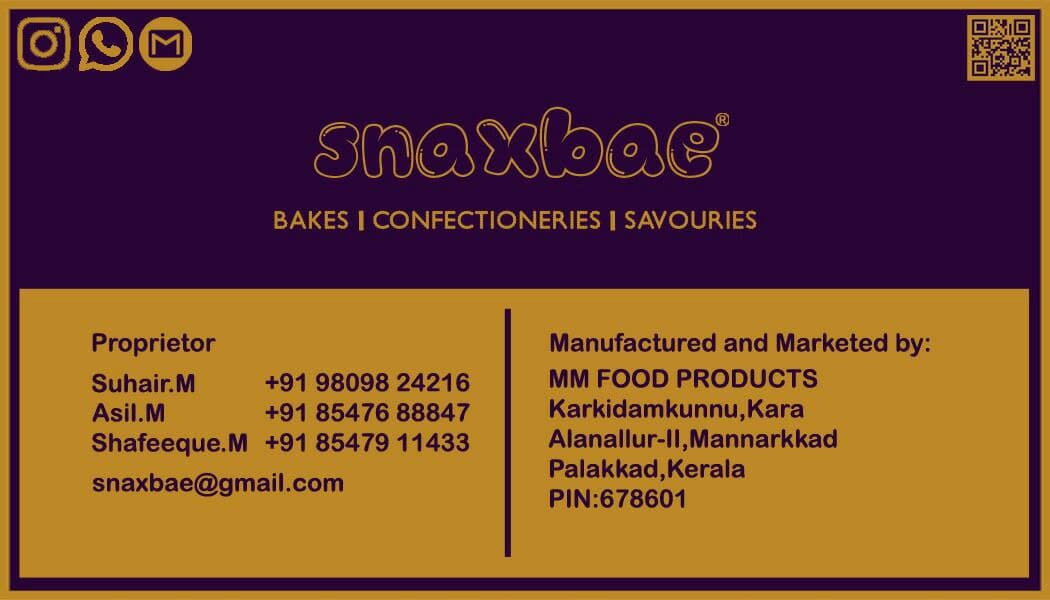 snaxbae®
BAKES | CONFECTIONERIES | SAVOURIES
Proprietor
Suhair.M +91 98098 24216
Asil.M +91 85476 88847
Shafeeque.M +91 85479 11433
snaxbae@gmail.com
Manufactured and Marketed by:
MM FOOD PRODUCTS
Karkidamkunnu,Kara
Alanallur-II,Mannarkkad
Palakkad,Kerala
PIN:678601